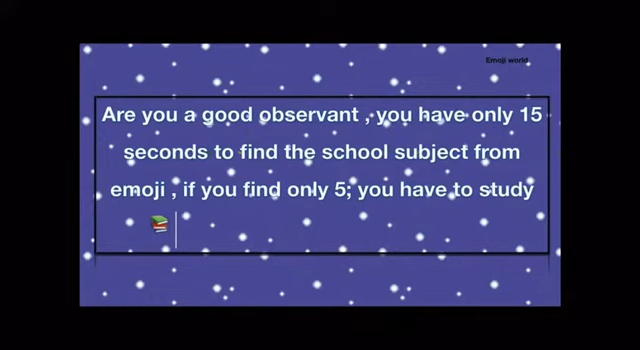 Emoji world
Are you a good observant , you have only 15
seconds to find the school subject from
emoji , if you find only 5; you have to study
📚